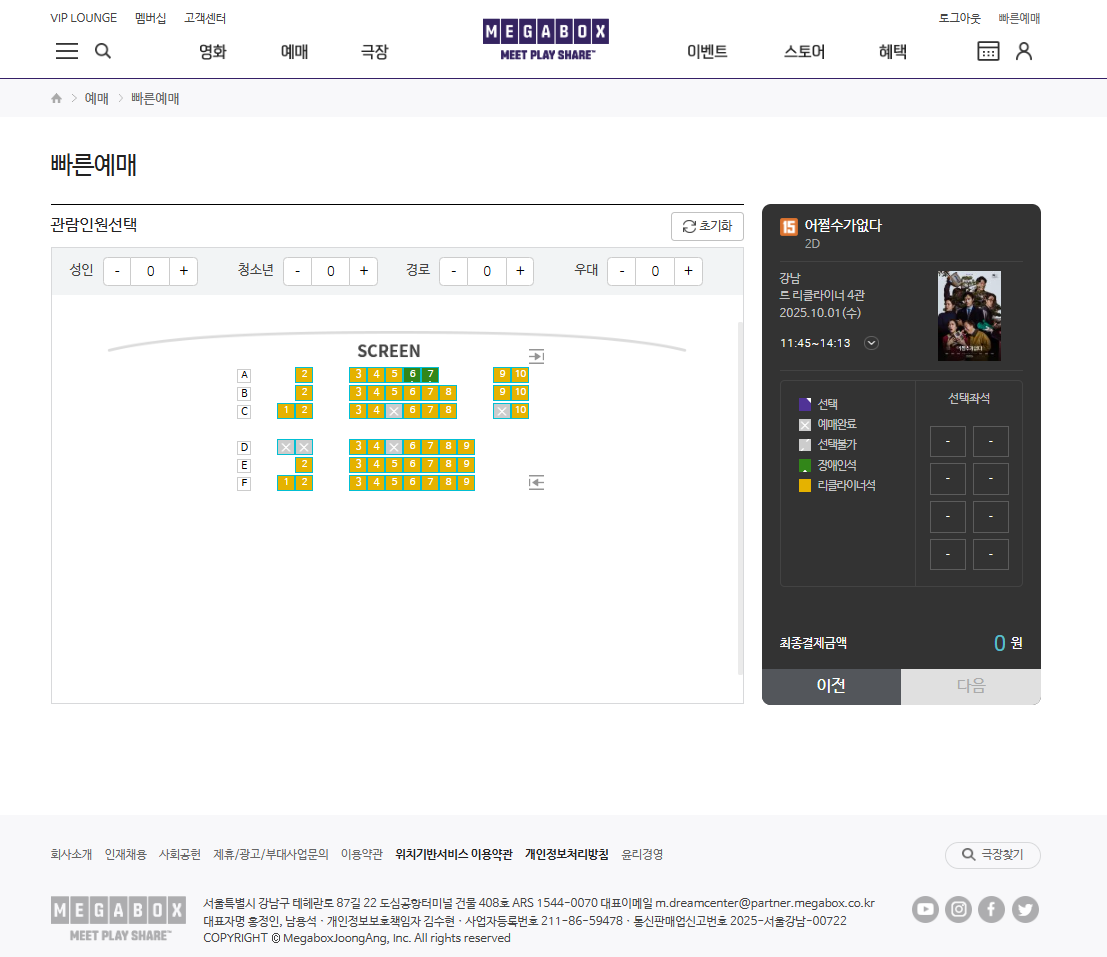 VIP LOUNGE 멤버십 고객센터 로그아웃 빠른예매
영화 예매 극장 MEGABOX 이벤트 스토어 혜택
MEET PLAY SHARE™
예매 빠른예매
빠른예매
관람인원선택 초기화
성인 - 0 + 청소년 - 0 + 경로 - 0 + 우대 - 0 +
SCREEN
A 2 3 4 5 6 7 9 10
B 2 3 4 5 6 7 8 9 10
C 1 2 3 4 6 7 8 10
D 3 4 6 7 8 9
E 2 3 4 5 6 7 8 9
F 1 2 3 4 5 6 7 8 9
15 어쩔수가없다
2D
강남
트 리클라이너 4관
2025.10.01(수)
11:45~14:13
어쩔수가없다
선택
예매완료
선택불가
장애인석
리클라이너석
선택좌석
- -
- -
- -
- -
최종결제금액 0 원
이전 다음
회사소개 인재채용 사회공헌 제휴/광고/부대사업문의 이용약관 위치기반서비스 이용약관 개인정보처리방침 윤리경영 극장찾기
MEGABOX
MEET PLAY SHARE™
서울특별시 강남구 테헤란로 87길 22 도심공항터미널 건물 408호 ARS 1544-0070 대표이메일 m.dreamcenter@partner.megabox.co.kr
대표자명 홍정인, 남용석 · 개인정보보호책임자 김수현 · 사업자등록번호 211-86-59478 · 통신판매업신고번호 2025-서울강남-00722
COPYRIGHT © MegaboxJoongAng, Inc. All rights reserved